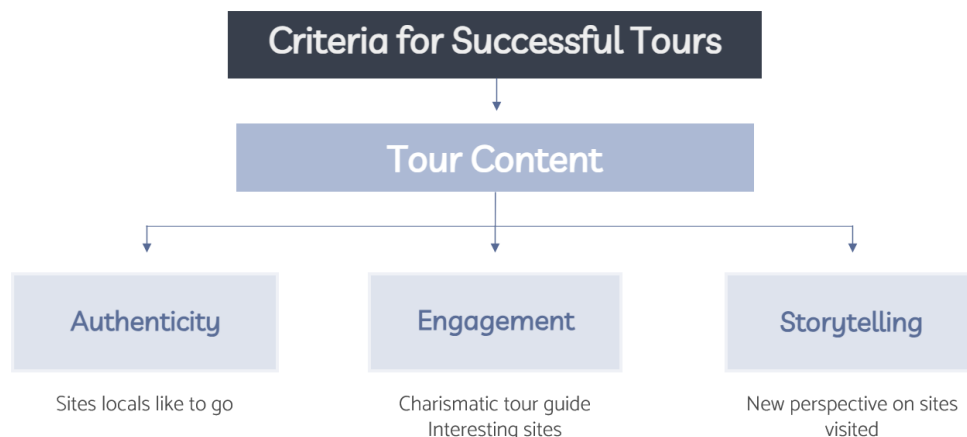 Criteria for Successful Tours
Tour Content
Authenticity
Engagement
Storytelling
Sites locals like to go
Charismatic tour guide
Interesting sites
New perspective on sites
visited